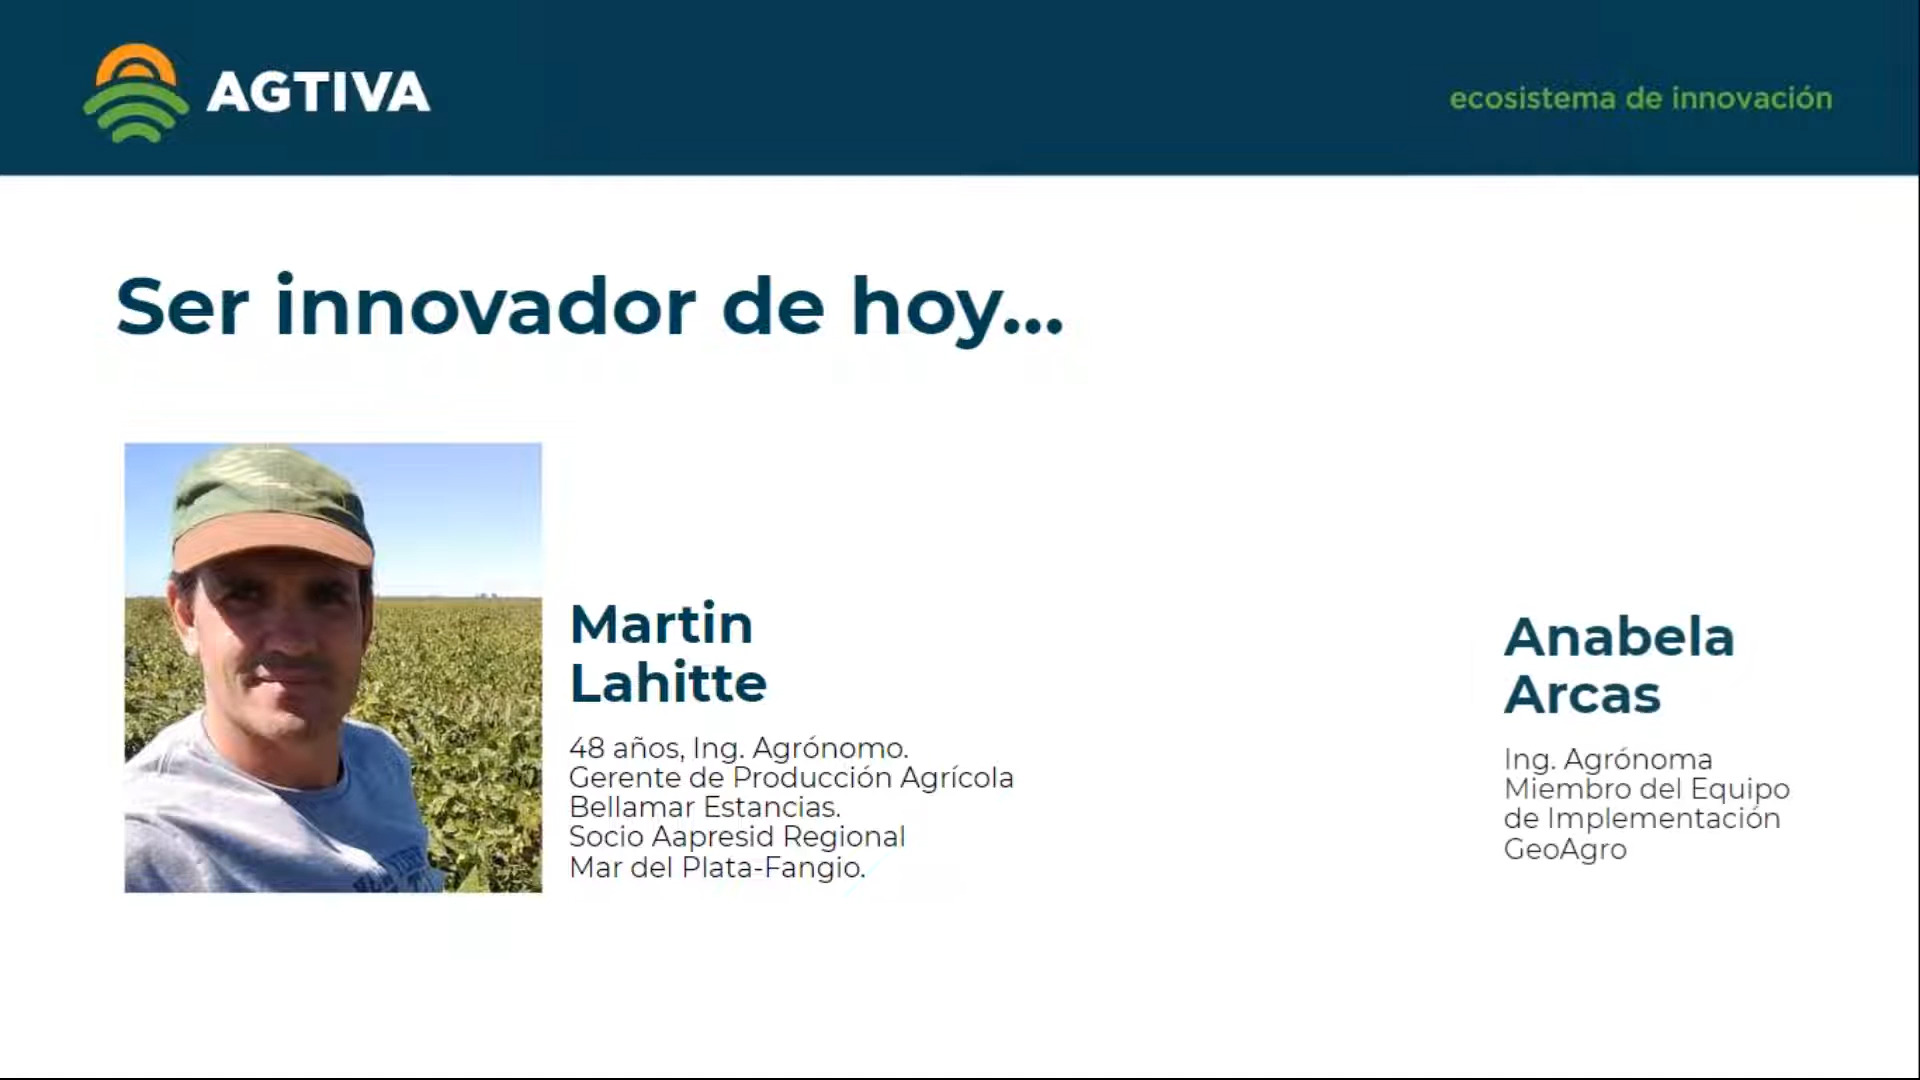 AGTIVA
ecosistema de innovación
Ser innovador de hoy...
Martin
Lahitte
48 años, Ing. Agrónomo.
Gerente de Producción Agrícola
Bellamar Estancias.
Socio Aapresid Regional
Mar del Plata-Fangio.
Anabela
Arcas
Ing. Agrónoma
Miembro del Equipo
de Implementación
GeoAgro